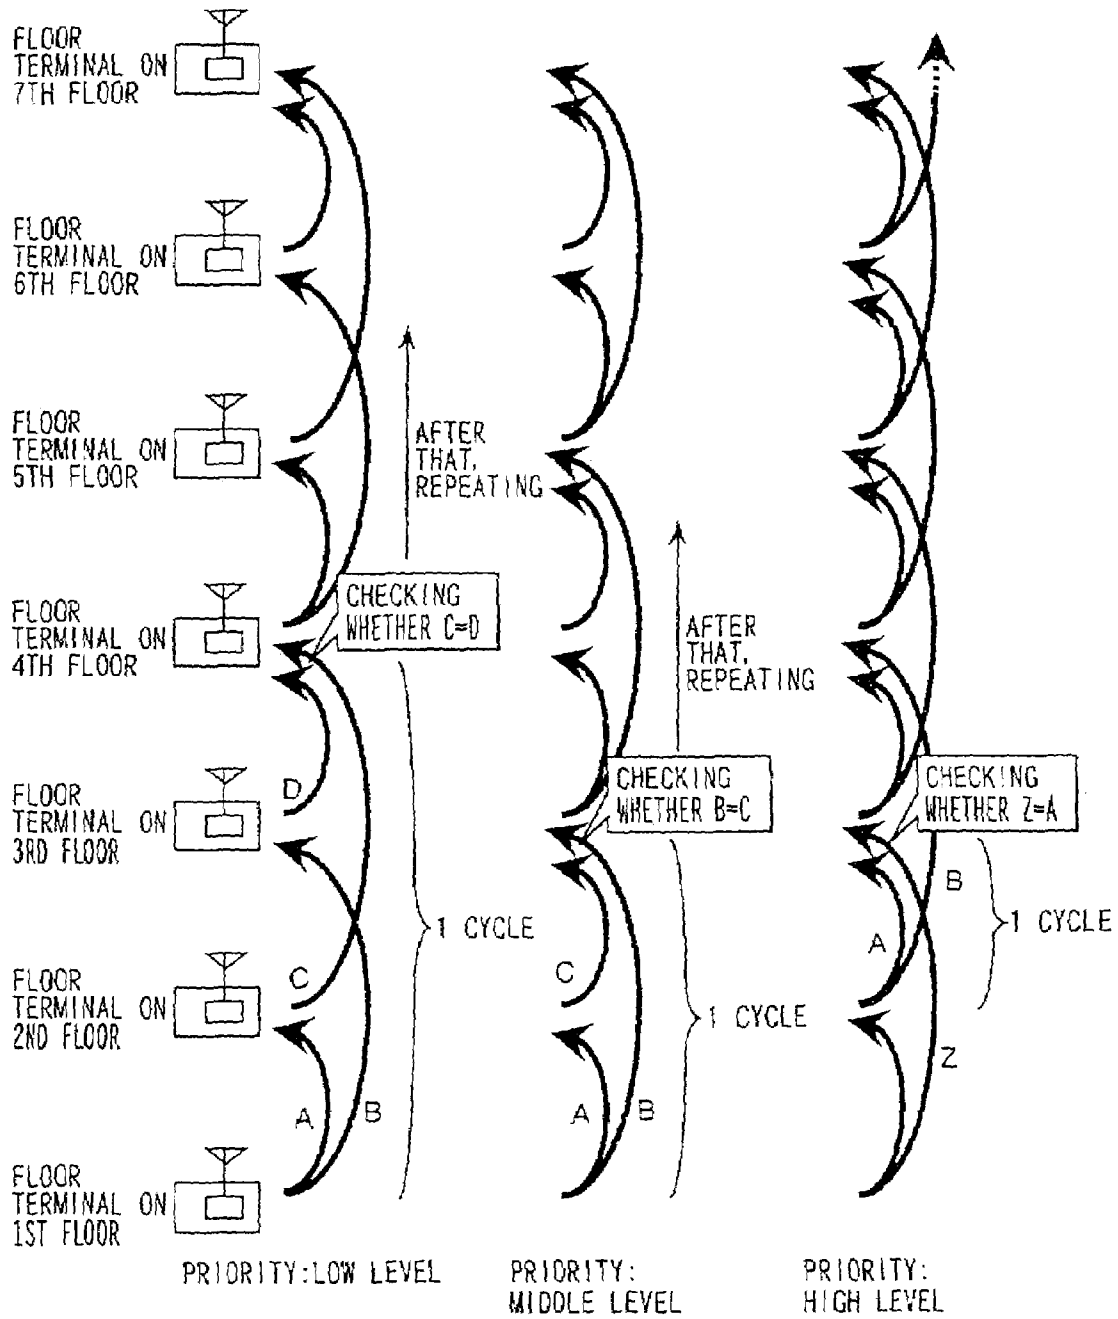 FLOOR
TERMINAL ON
7TH FLOOR
FLOOR
TERMINAL ON
6TH FLOOR
FLOOR
TERMINAL ON
5TH FLOOR
FLOOR
TERMINAL ON
4TH FLOOR
FLOOR
TERMINAL ON
3RD FLOOR
FLOOR
TERMINAL ON
2ND FLOOR
FLOOR
TERMINAL ON
1ST FLOOR
AFTER
THAT,
REPEATING
CHECKING
WHETHER C=D
D
C
1 CYCLE
A
B
PRIORITY:LOW LEVEL
AFTER
THAT,
REPEATING
CHECKING
WHETHER B=C
C
1 CYCLE
A
B
PRIORITY:
MIDDLE LEVEL
CHECKING
WHETHER Z=A
B
A
1 CYCLE
Z
PRIORITY:
HIGH LEVEL